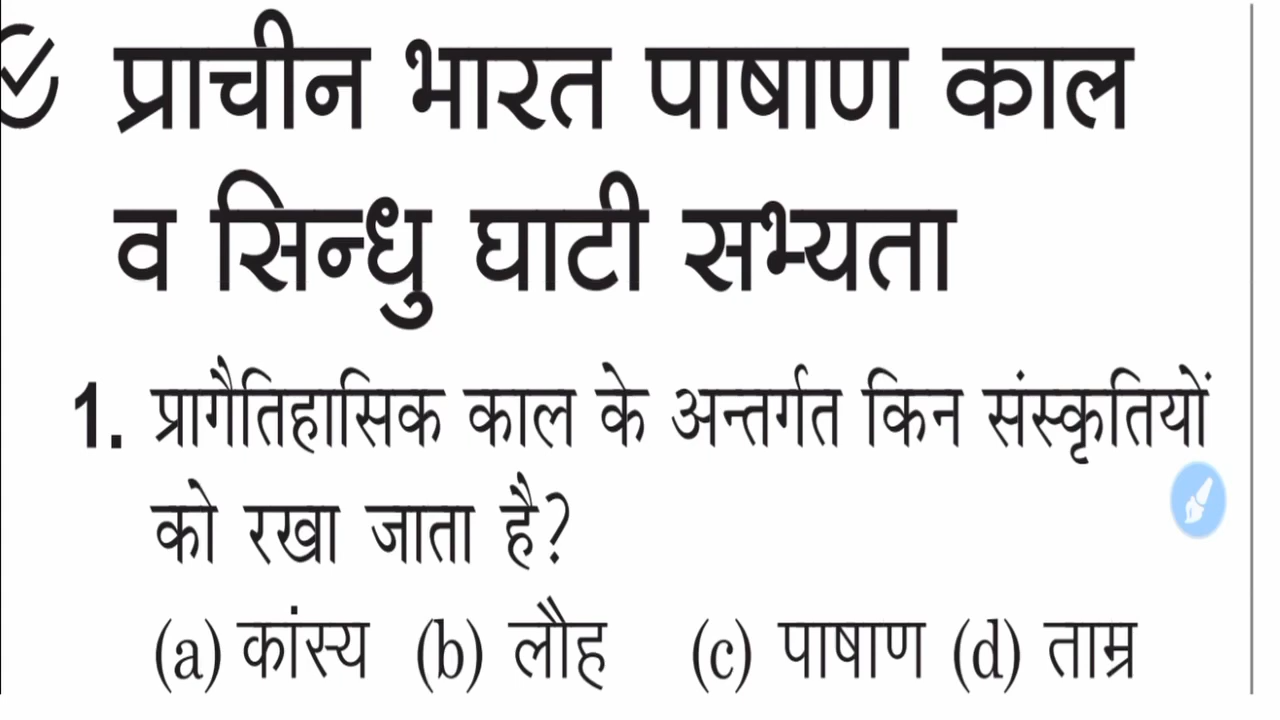 प्राचीन भारत पाषाण काल
व सिन्धु घाटी सभ्यता
1. प्रागैतिहासिक काल के अन्तर्गत किन संस्कृतियों
को रखा जाता है?
(a) कांस्य (b) लौह (c) पाषाण (d) ताम्र